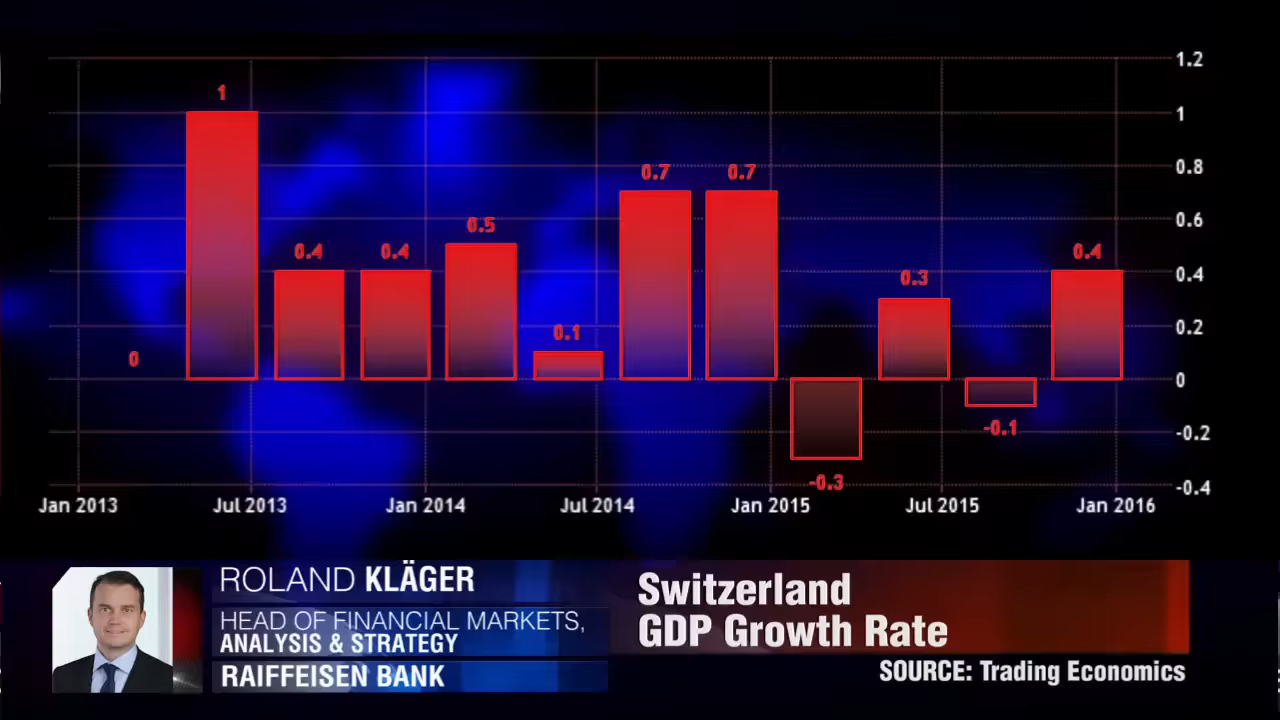 1.2
1
1
0.8
0.7
0.7
0.6
0.5
0.4
0.4
0.4
0.4
0.3
0.2
0.1
0
0
-0.1
-0.2
-0.3
-0.4
Jan 2013
Jul 2013
Jan 2014
Jul 2014
Jan 2015
Jul 2015
Jan 2016
ROLAND KLÄGER
HEAD OF FINANCIAL MARKETS,
ANALYSIS & STRATEGY
RAIFFEISEN BANK
Switzerland
GDP Growth Rate
SOURCE: Trading Economics